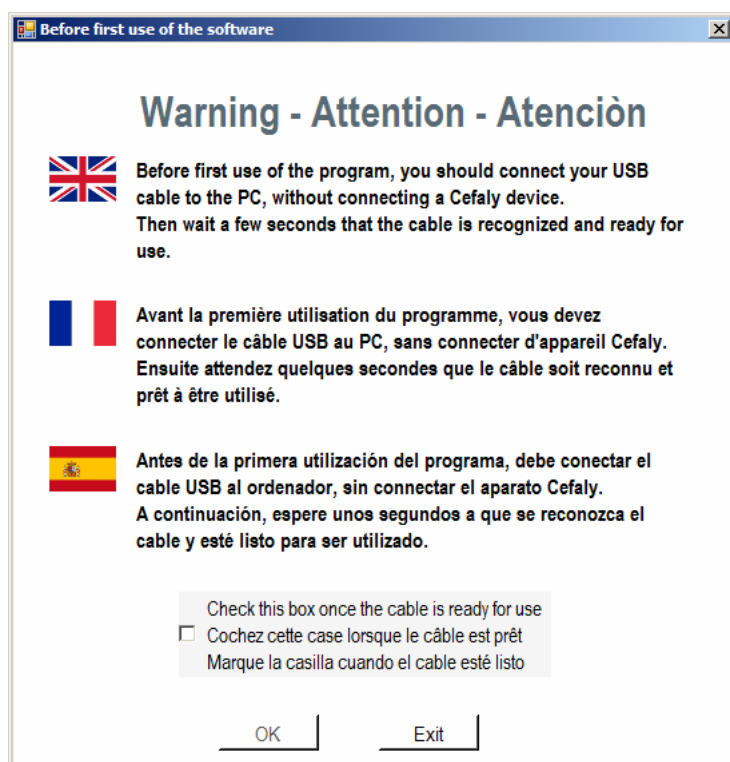 Before first use of the software
Warning - Attention - Atenciòn
Before first use of the program, you should connect your USB
cable to the PC, without connecting a Cefaly device.
Then wait a few seconds that the cable is recognized and ready for
use.
Avant la première utilisation du programme, vous devez
connecter le câble USB au PC, sans connecter d'appareil Cefaly.
Ensuite attendez quelques secondes que le câble soit reconnu et
prêt à être utilisé.
Antes de la primera utilización del programa, debe conectar el
cable USB al ordenador, sin connectar el aparato Cefaly.
A continuación, espere unos segundos a que se reconozca el
cable y esté listo para ser utilizado.
Check this box once the cable is ready for use
Cochez cette case lorsque le câble est prêt
Marque la casilla cuando el cable esté listo
OK Exit